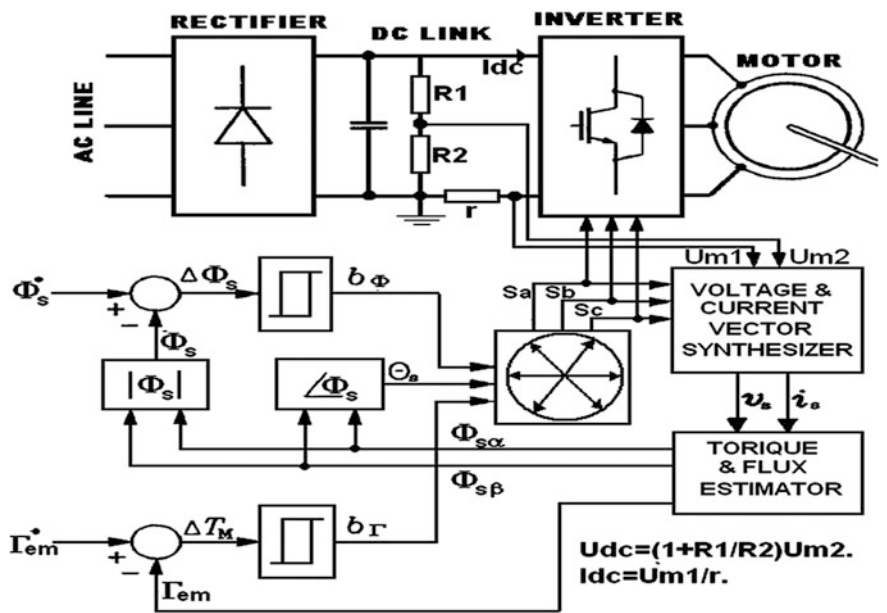 RECTIFIER
DC LINK
INVERTER
Idc
MOTOR
AC LINE
R1
R2
r
Um1
Um2
Φs*
ΔΦs
bΦ
Sa
Sb
Sc
VOLTAGE &
CURRENT
VECTOR
SYNTHESIZER
+
−
Φs
|Φs|
∠Φs
Θs
vs
is
Φsα
TORIQUE
& FLUX
ESTIMATOR
Φsβ
Γem*
ΔTM
bΓ
+
−
Γem
Udc=(1+R1/R2)Um2.
Idc=Um1/r.